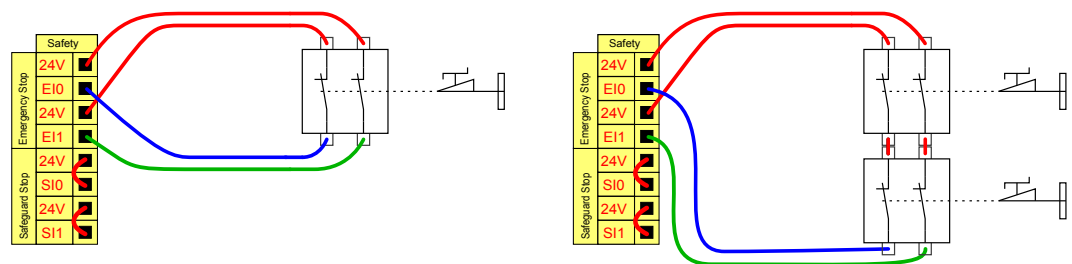 Safety
Emergency Stop
24V
EI0
24V
EI1
Safeguard Stop
24V
SI0
24V
SI1
Safety
Emergency Stop
24V
EI0
24V
EI1
Safeguard Stop
24V
SI0
24V
SI1